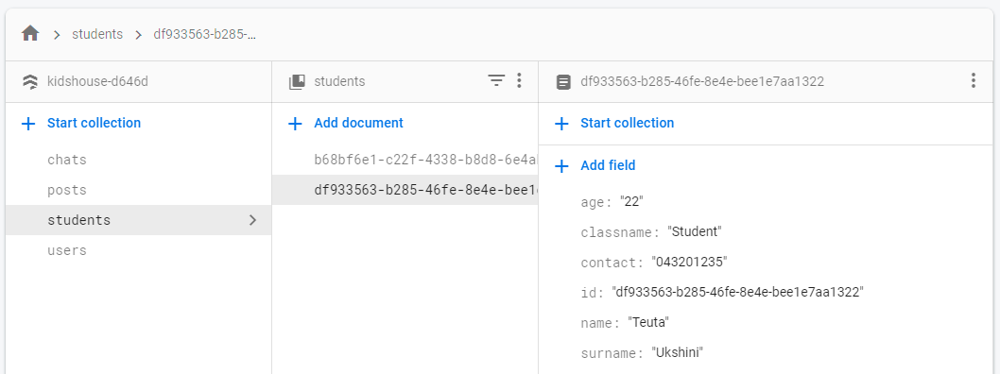 students df933563-b285-...
kidshouse-d646d
Start collection
chats
posts
students
users
students
Add document
b68bf6e1-c22f-4338-b8d8-6e4a
df933563-b285-46fe-8e4e-bee1
df933563-b285-46fe-8e4e-bee1e7aa1322
Start collection
Add field
age: "22"
classname: "Student"
contact: "043201235"
id: "df933563-b285-46fe-8e4e-bee1e7aa1322"
name: "Teuta"
surname: "Ukshini"